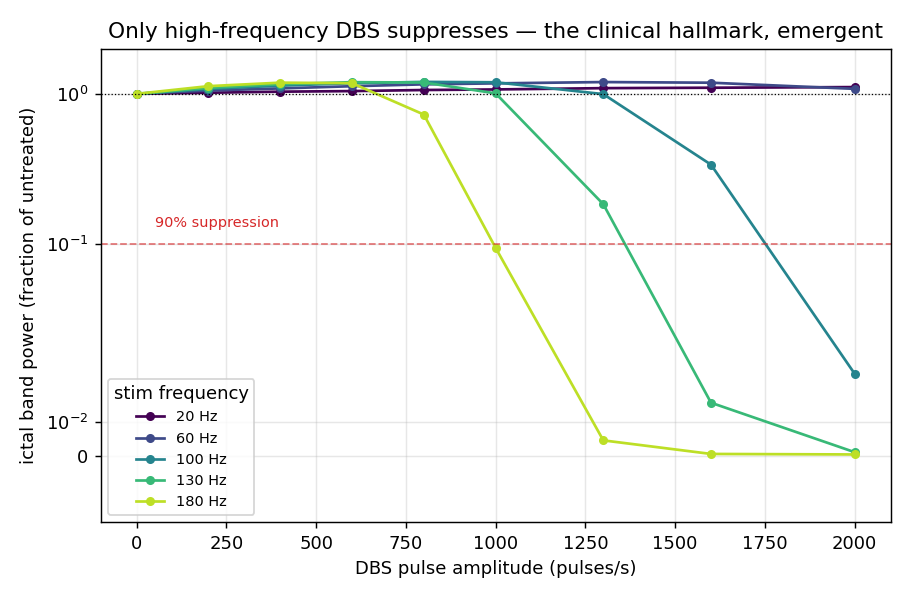 Only high-frequency DBS suppresses — the clinical hallmark, emergent
ictal band power (fraction of untreated)
10⁰
10⁻¹
10⁻²
0
90% suppression
stim frequency
20 Hz
60 Hz
100 Hz
130 Hz
180 Hz
0 250 500 750 1000 1250 1500 1750 2000
DBS pulse amplitude (pulses/s)